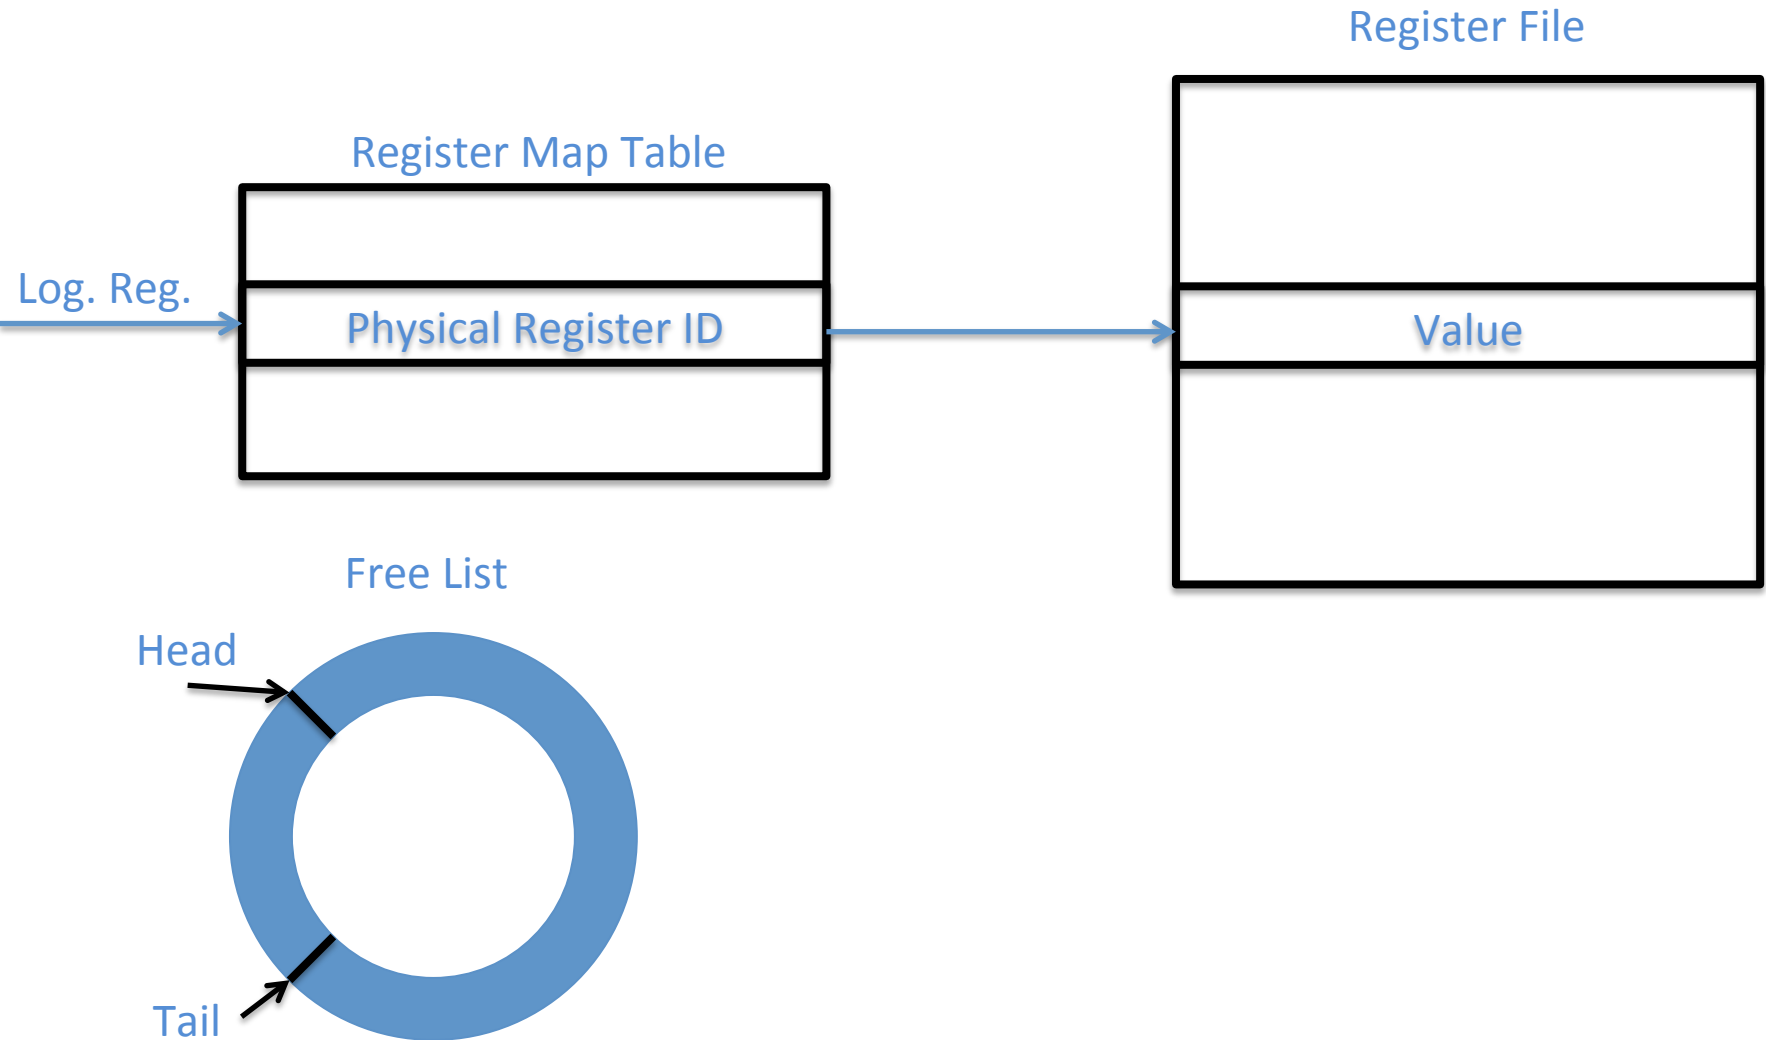 Register File
Register Map Table
Log. Reg.
Physical Register ID
Value
Free List
Head
Tail